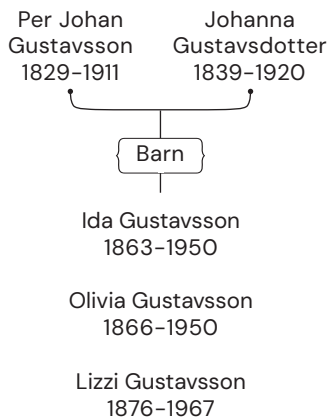 Per Johan
Gustavsson
1829–1911
Johanna
Gustavsdotter
1839–1920
Barn
Ida Gustavsson
1863–1950
Olivia Gustavsson
1866–1950
Lizzi Gustavsson
1876–1967